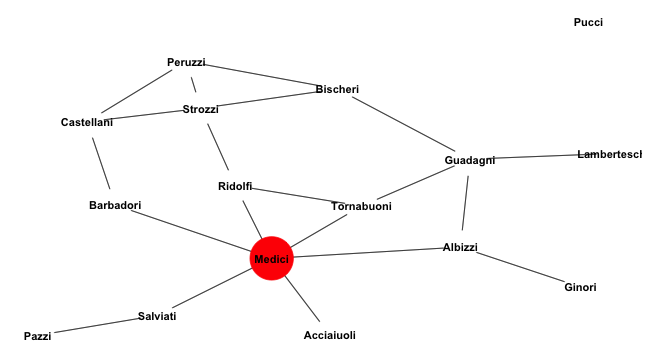 Pucci
Peruzzi
Bischeri
Strozzi
Castellani
Guadagni
Lambertescl
Ridolfi
Barbadori
Tornabuoni
Albizzi
Medici
Ginori
Salviati
Pazzi
Acciaiuoli